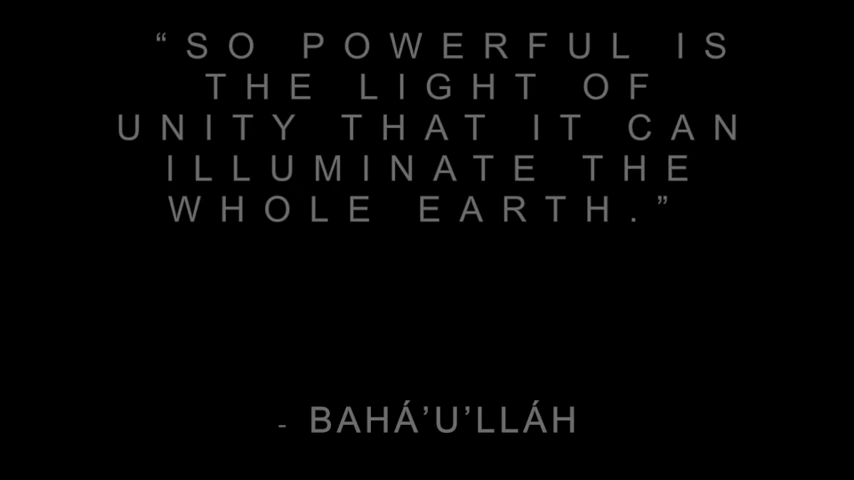 “SO POWERFUL IS
THE LIGHT OF
UNITY THAT IT CAN
ILLUMINATE THE
WHOLE EARTH.”
- BAHÁ’U’LLÁH